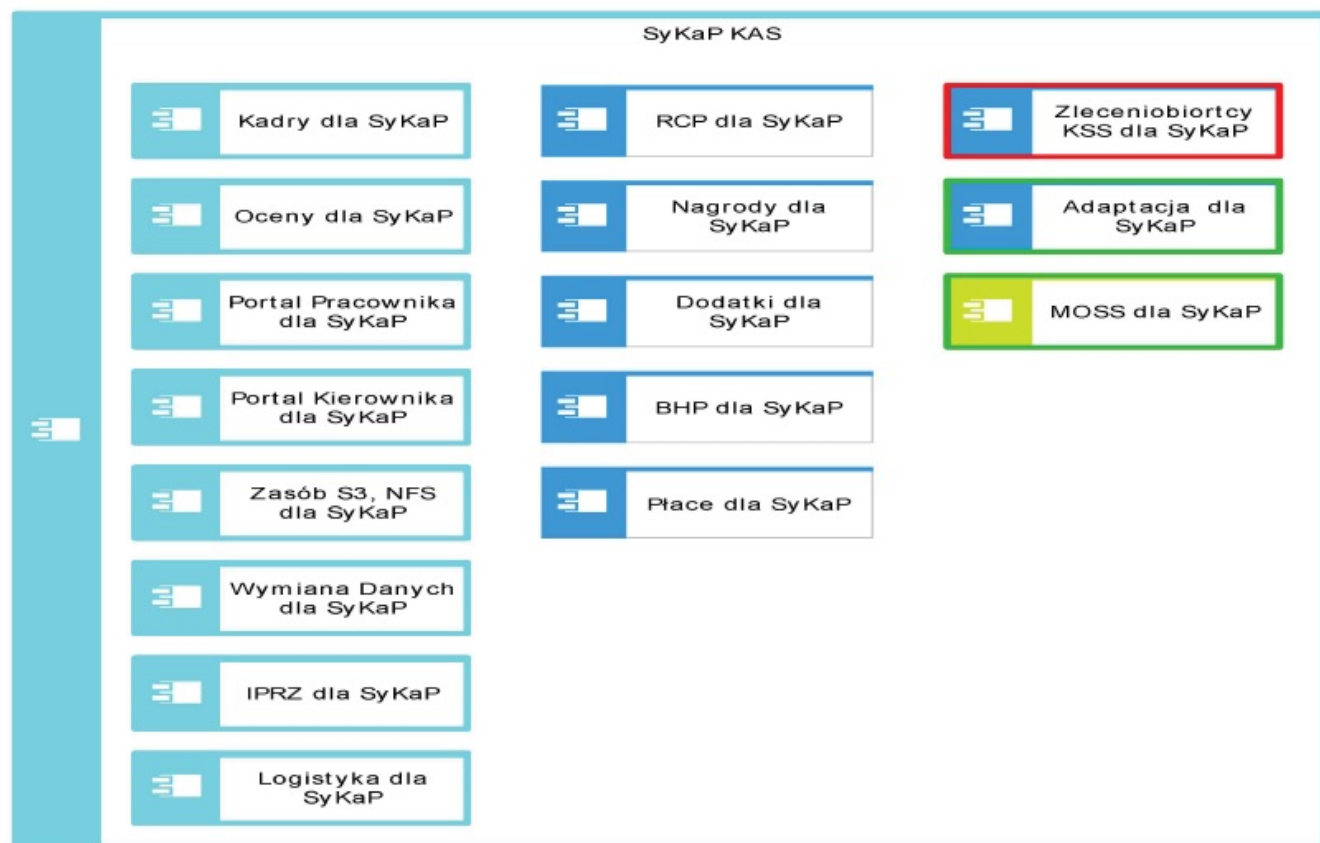 SyKaP KAS
Kadry dla SyKaP
Oceny dla SyKaP
Portal Pracownika
dla SyKaP
Portal Kierownika
dla SyKaP
Zasób S3, NFS
dla SyKaP
Wymiana Danych
dla SyKaP
IPRZ dla SyKaP
Logistyka dla
SyKaP
RCP dla SyKaP
Nagrody dla
SyKaP
Dodatki dla
SyKaP
BHP dla SyKaP
Płace dla SyKaP
Zleceniobiortcy
KSS dla SyKaP
Adaptacja dla
SyKaP
MOSS dla SyKaP